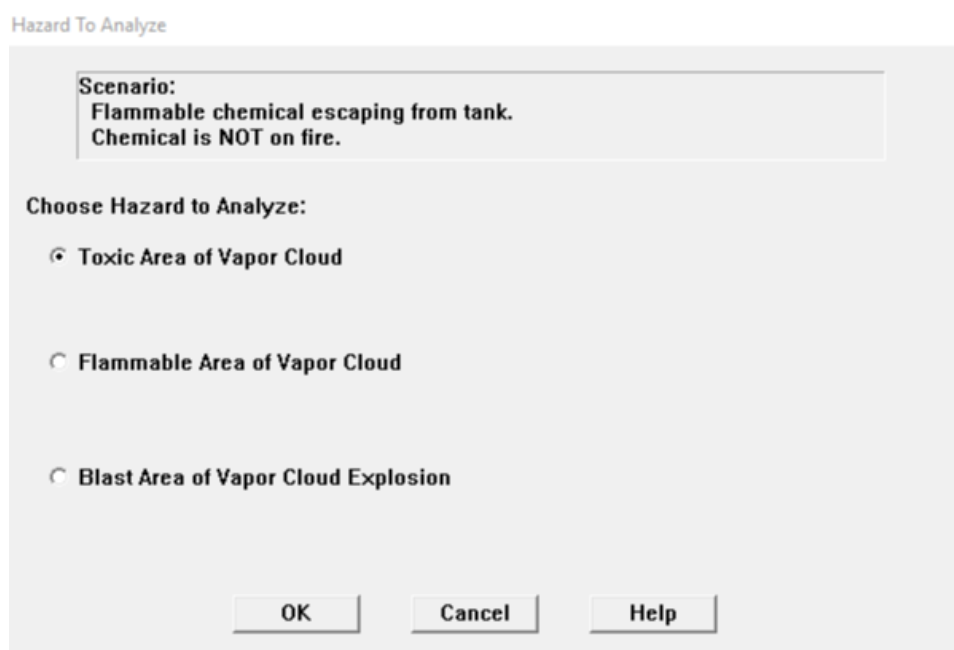 Hazard To Analyze
Scenario:
Flammable chemical escaping from tank.
Chemical is NOT on fire.
Choose Hazard to Analyze:
Toxic Area of Vapor Cloud
Flammable Area of Vapor Cloud
Blast Area of Vapor Cloud Explosion
OK Cancel Help